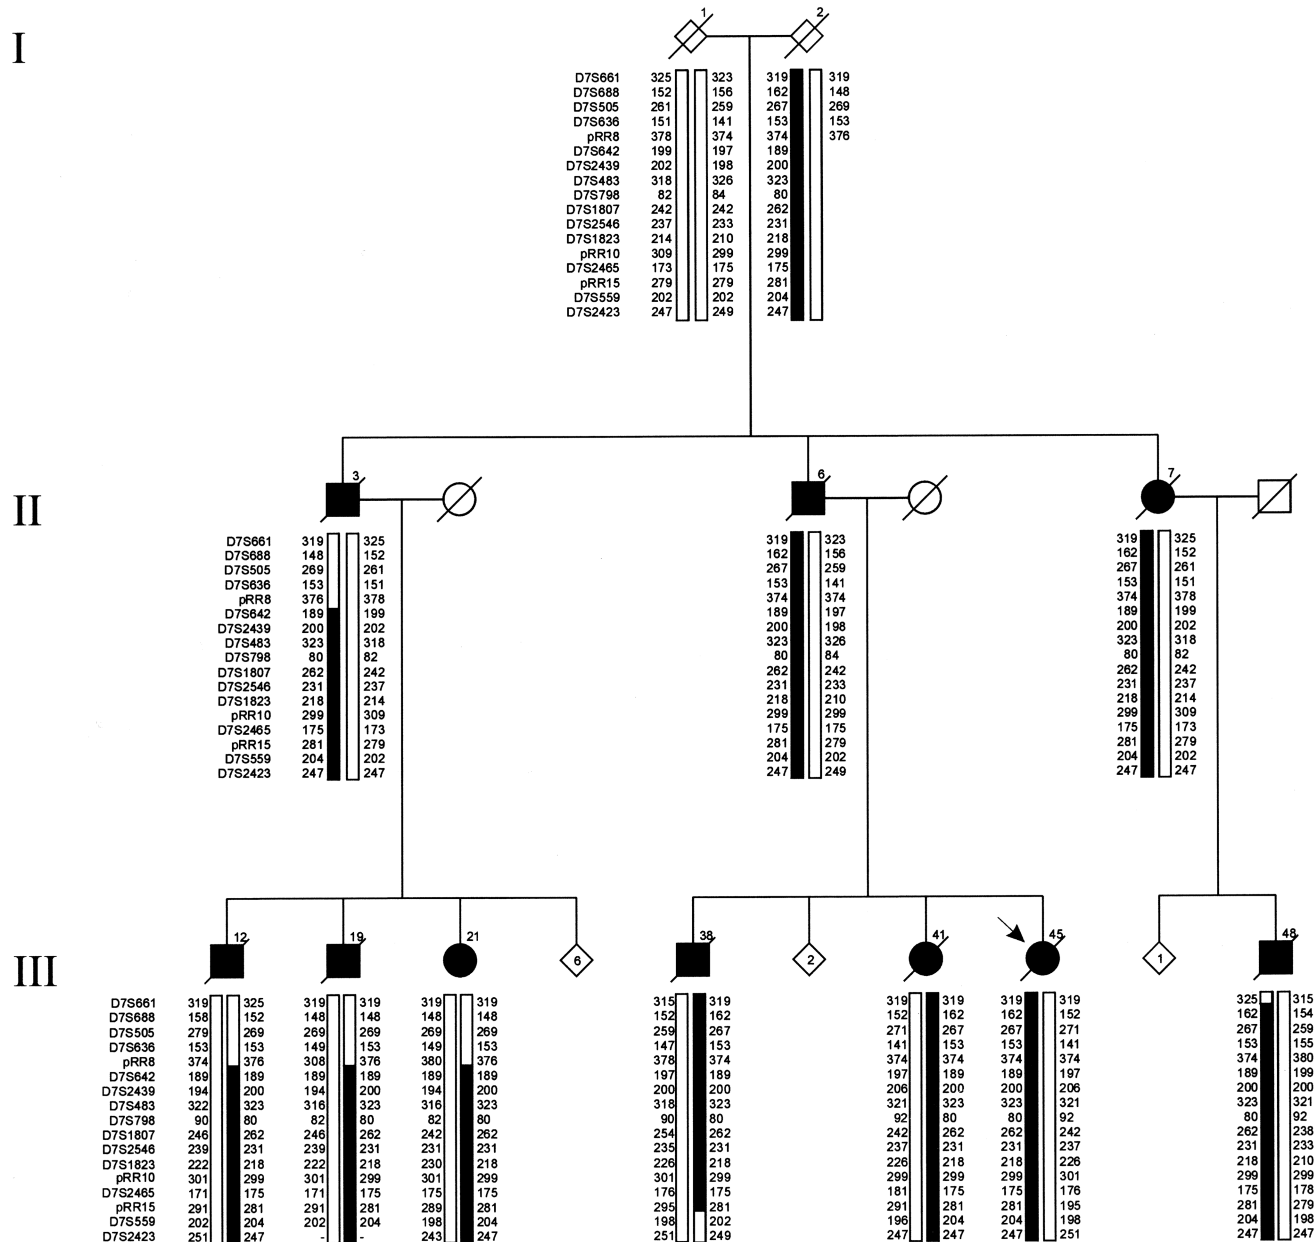 I
1 2
D7S661 325 323 319 319
D7S688 152 156 162 148
D7S505 261 259 267 269
D7S636 151 141 153 153
pRR8 378 374 374 376
D7S642 199 197 189
D7S2439 202 198 200
D7S483 318 326 323
D7S798 82 84 80
D7S1807 242 242 262
D7S2546 237 233 231
D7S1823 214 210 218
pRR10 309 299 299
D7S2465 173 175 175
pRR15 279 279 281
D7S559 202 202 204
D7S2423 247 249 247
II
3 6 7
D7S661 319 325 319 323 319 325
D7S688 148 152 162 156 162 152
D7S505 269 261 267 259 267 261
D7S636 153 151 153 141 153 151
pRR8 376 378 374 374 374 378
D7S642 189 199 189 197 189 199
D7S2439 200 202 200 198 200 202
D7S483 323 318 323 326 323 318
D7S798 80 82 80 84 80 82
D7S1807 262 242 262 242 262 242
D7S2546 231 237 231 233 231 237
D7S1823 218 214 218 210 218 214
pRR10 299 309 299 299 299 309
D7S2465 175 173 175 175 175 173
pRR15 281 279 281 279 281 279
D7S559 204 202 204 202 204 202
D7S2423 247 247 247 249 247 247
III
12 19 21 6 38 2 41 45 1 48
D7S661 319 325 319 319 319 319 315 319 319 319 319 319 325 315
D7S688 158 152 148 148 148 148 152 162 152 162 162 152 162 154
D7S505 279 269 269 269 269 269 259 267 271 267 267 271 267 259
D7S636 153 153 149 153 149 153 147 153 141 153 153 141 153 155
pRR8 374 376 308 376 380 376 378 374 374 374 374 374 374 380
D7S642 189 189 189 189 189 189 197 189 197 189 189 197 189 199
D7S2439 194 200 194 200 194 200 200 200 206 200 200 206 200 200
D7S483 322 323 316 323 316 323 318 323 321 323 323 321 323 321
D7S798 90 80 82 80 82 80 90 80 92 80 80 92 80 92
D7S1807 246 262 246 262 242 262 254 262 242 262 262 242 262 238
D7S2546 239 231 239 231 231 231 235 231 237 231 231 237 231 233
D7S1823 222 218 222 218 230 218 226 218 226 218 218 226 218 210
pRR10 301 299 301 299 301 299 301 299 299 299 299 301 299 299
D7S2465 171 175 171 175 175 175 176 175 181 175 175 176 175 178
pRR15 291 281 291 281 289 281 295 281 291 281 281 195 281 279
D7S559 202 204 202 204 198 204 198 202 196 204 204 198 204 198
D7S2423 251 247 - - 243 247 251 249 247 247 247 251 247 247